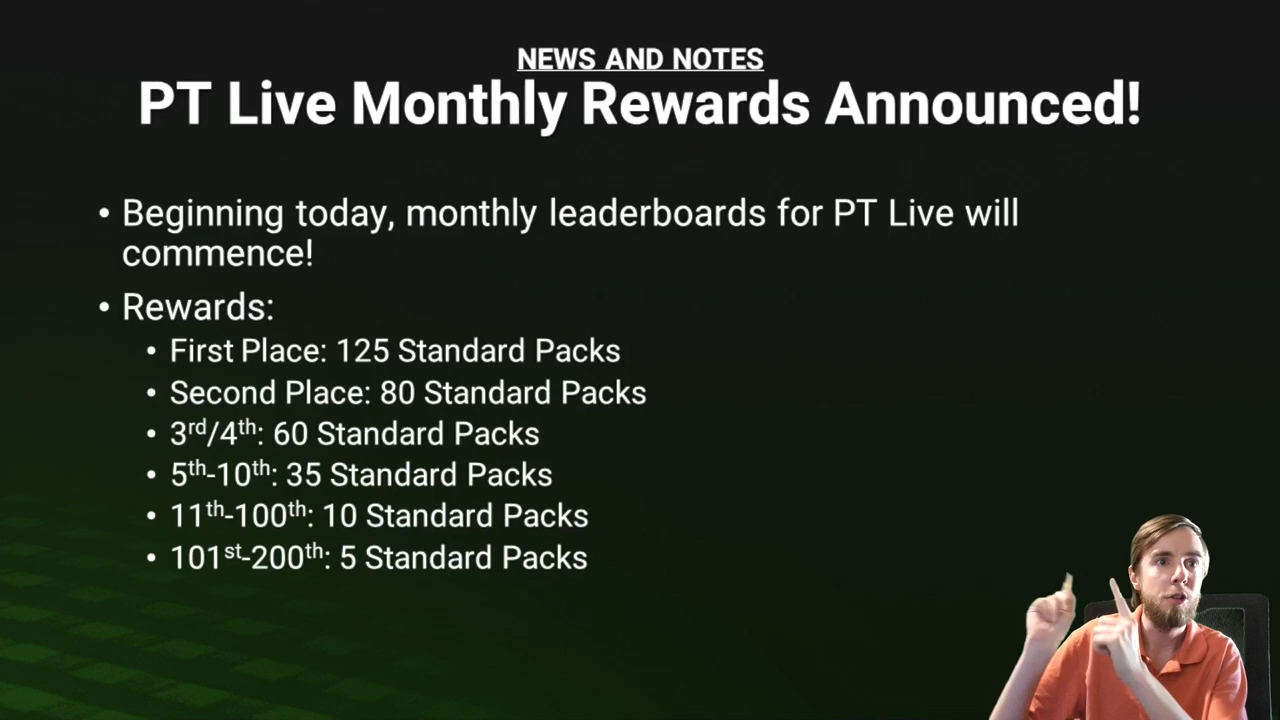 NEWS AND NOTES
PT Live Monthly Rewards Announced!
• Beginning today, monthly leaderboards for PT Live will
commence!
• Rewards:
• First Place: 125 Standard Packs
• Second Place: 80 Standard Packs
• 3rd/4th: 60 Standard Packs
• 5th-10th: 35 Standard Packs
• 11th-100th: 10 Standard Packs
• 101st-200th: 5 Standard Packs